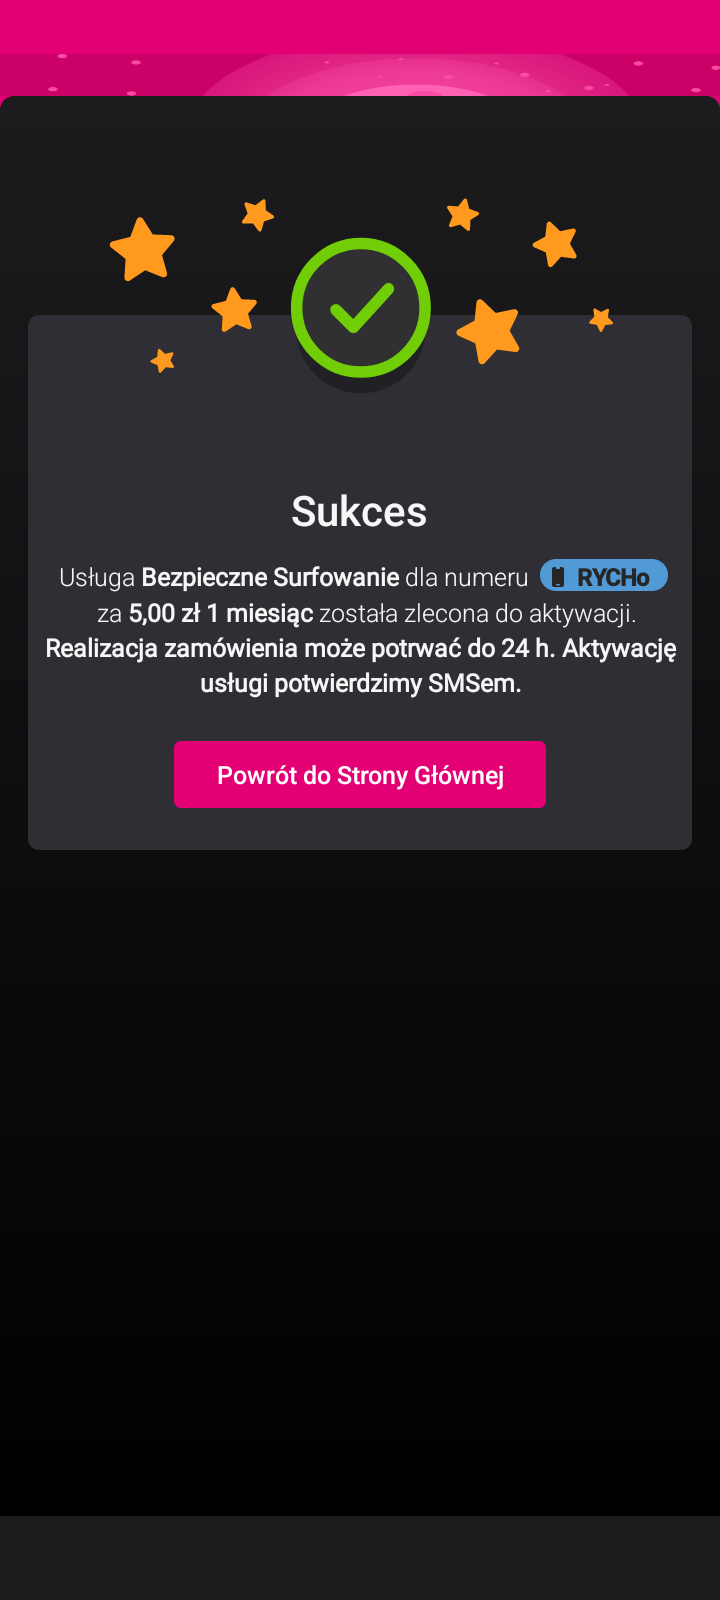 Sukces
Usługa Bezpieczne Surfowanie dla numeru RYCHo
za 5,00 zł 1 miesiąc została zlecona do aktywacji.
Realizacja zamówienia może potrwać do 24 h. Aktywację
usługi potwierdzimy SMSem.
Powrót do Strony Głównej